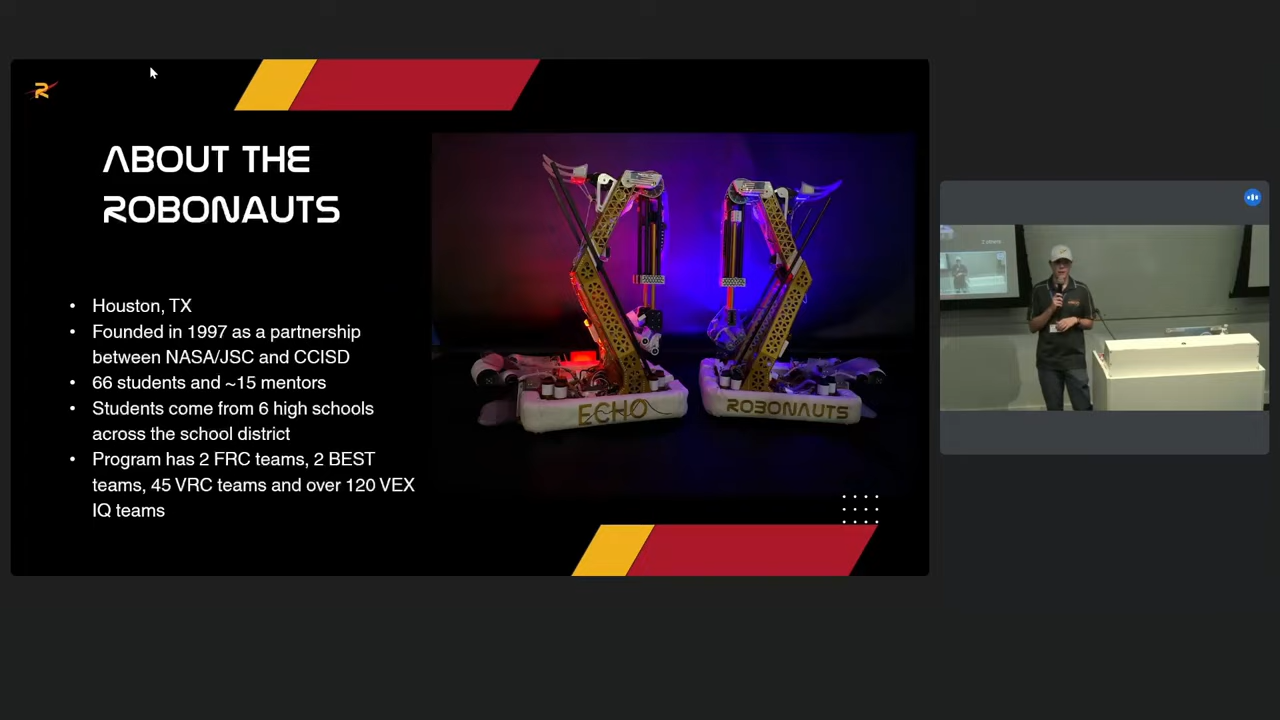 R
ABOUT THE
ROBONAUTS
• Houston, TX
• Founded in 1997 as a partnership
between NASA/JSC and CCISD
• 66 students and ~15 mentors
• Students come from 6 high schools
across the school district
• Program has 2 FRC teams, 2 BEST
teams, 45 VRC teams and over 120 VEX
IQ teams
ECHO
ROBONAUTS
2 others